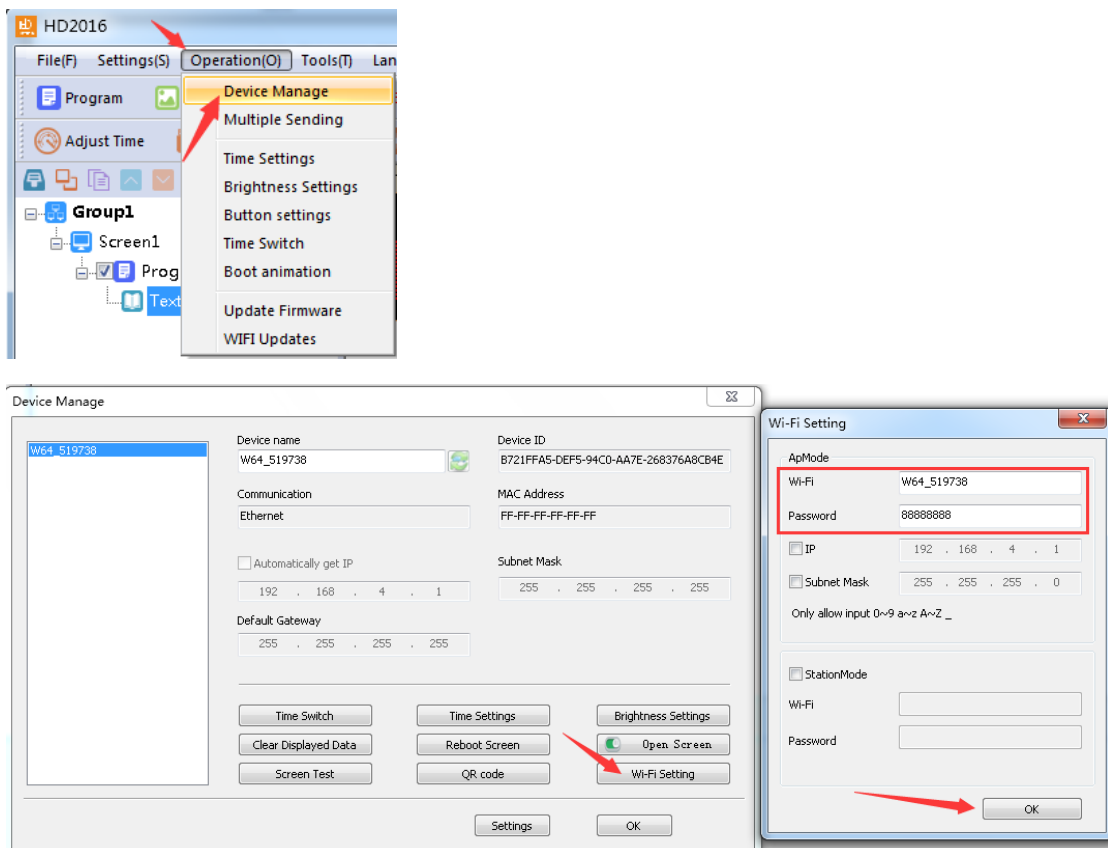 HD2016
File(F) Settings(S) Operation(O) Tools(T) Lan
Program
Device Manage
Multiple Sending
Adjust Time
Time Settings
Brightness Settings
Group1
Button settings
Screen1
Time Switch
Prog
Boot animation
Text
Update Firmware
WIFI Updates
Device Manage
W64_519738
Device name
W64_519738
Device ID
B721FFA5-DEF5-94C0-AA7E-268376A8CB4E
Communication
Ethernet
MAC Address
FF-FF-FF-FF-FF-FF
Automatically get IP
192 . 168 . 4 . 1
Subnet Mask
255 . 255 . 255 . 255
Default Gateway
255 . 255 . 255 . 255
Time Switch Time Settings Brightness Settings
Clear Displayed Data Reboot Screen Open Screen
Screen Test QR code Wi-Fi Setting
Settings OK
Wi-Fi Setting
ApMode
Wi-Fi W64_519738
Password 88888888
IP 192 . 168 . 4 . 1
Subnet Mask 255 . 255 . 255 . 0
Only allow input 0~9 a~z A~Z _
StationMode
Wi-Fi
Password
OK